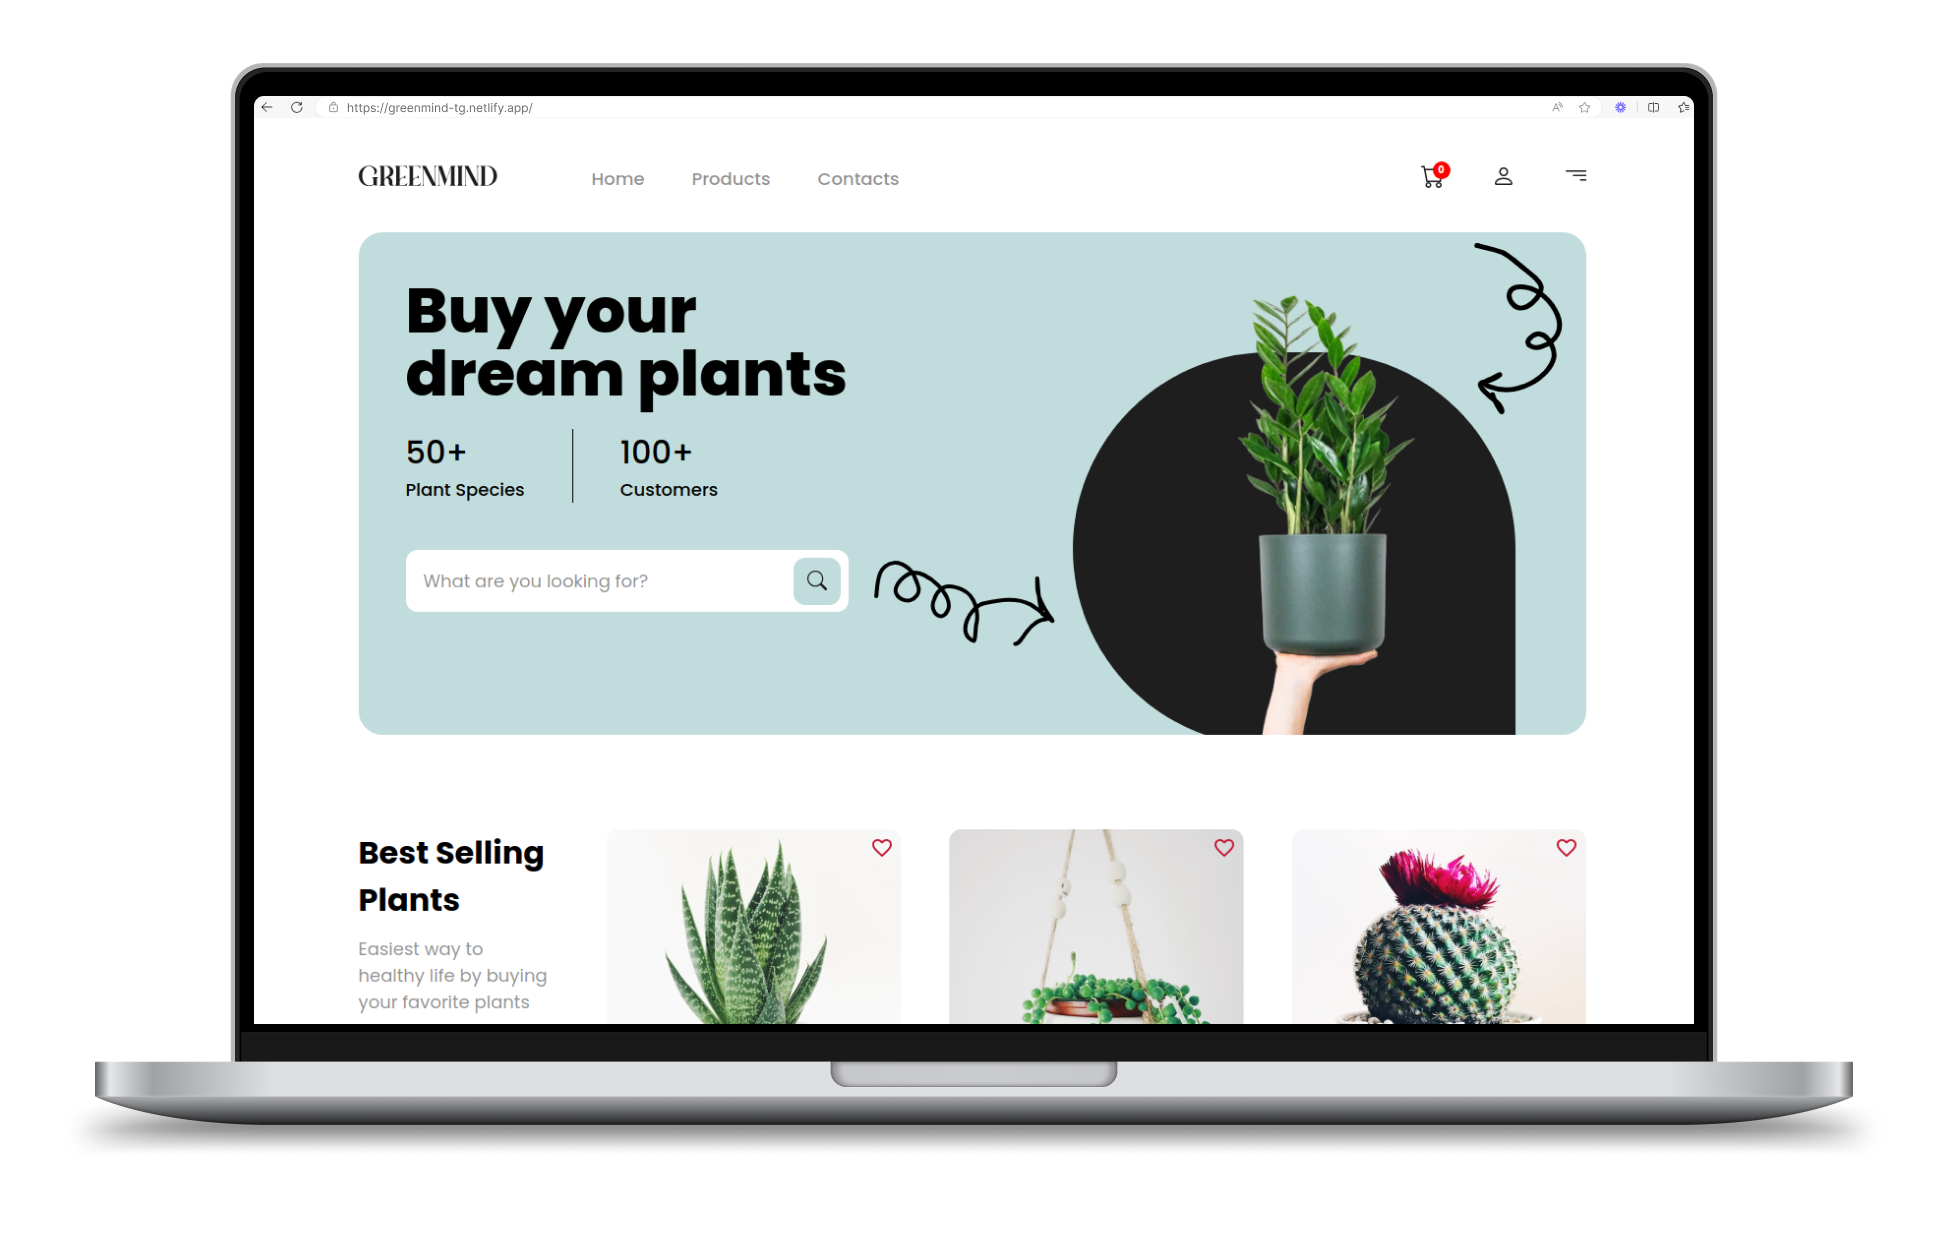 https://greenmind-tg.netlify.app/
GREENMIND
Home
Products
Contacts
0
Buy your
dream plants
50+
Plant Species
100+
Customers
What are you looking for?
Best Selling
Plants
Easiest way to
healthy life by buying
your favorite plants